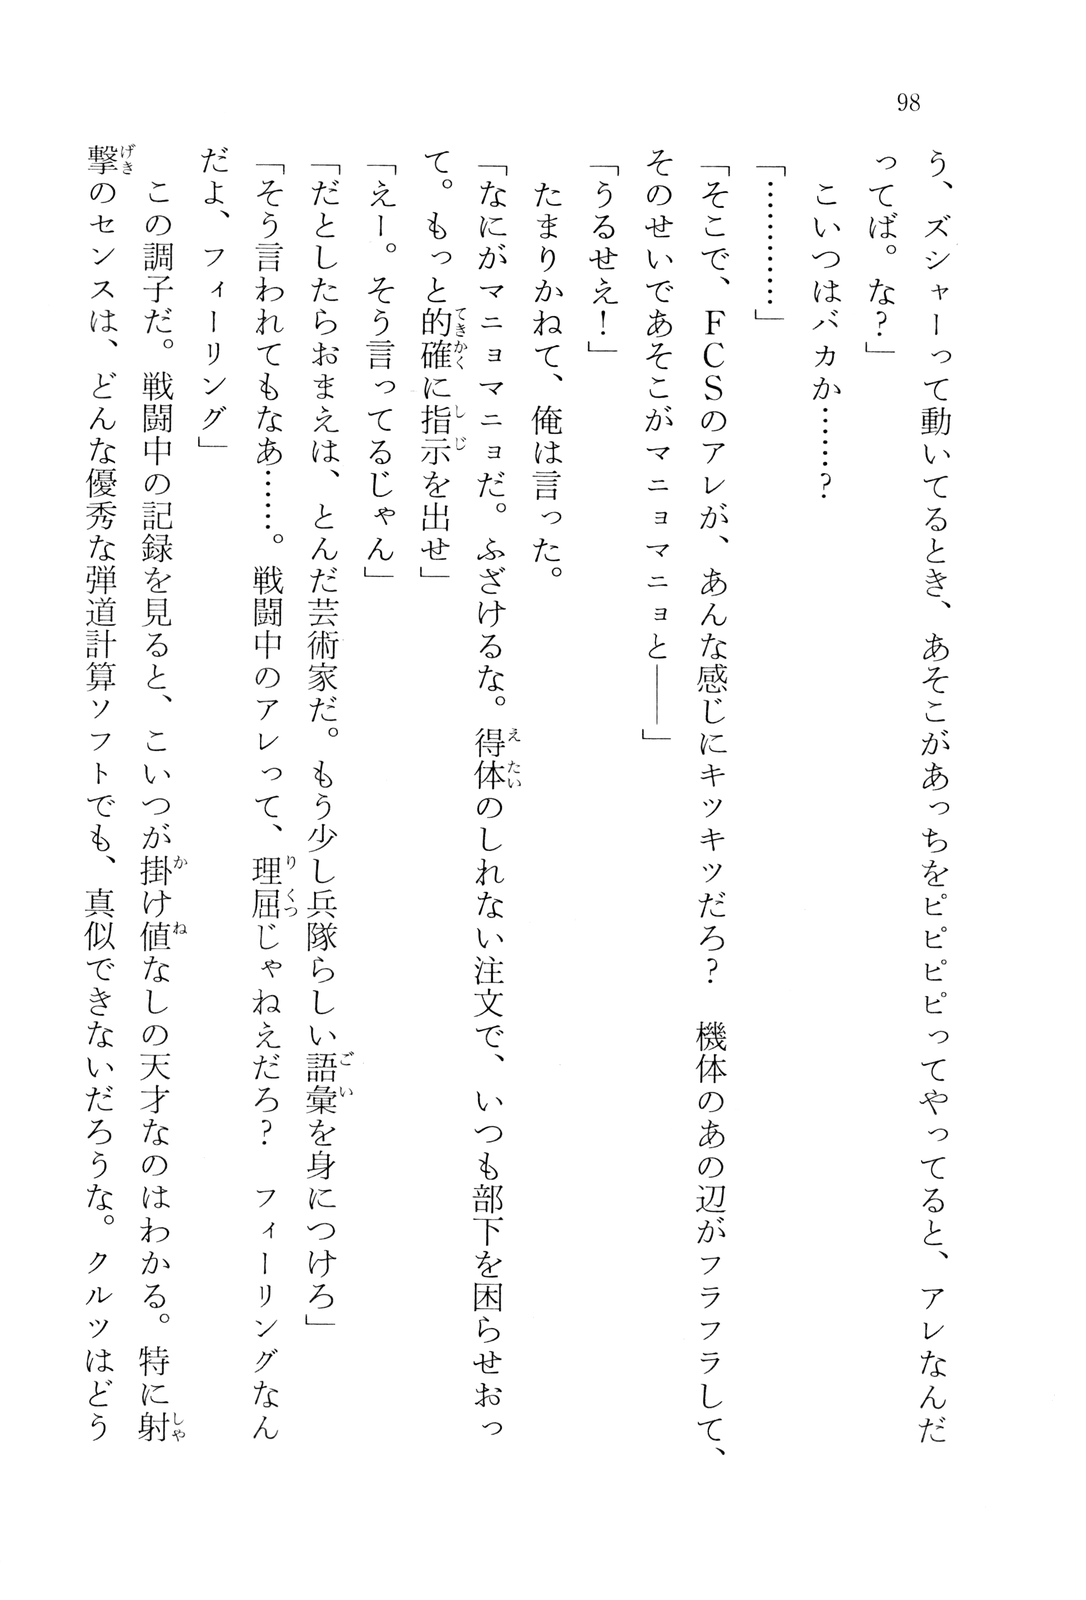 98
う、ズシャーって動いてるとき、あそこがあっちをピピピピってやってると、アレなんだ
ってば。な？」
　こいつはバカか……？
「…………」
「そこで、ＦＣＳのアレが、あんな感じにキツキツだろ？　機体のあの辺がフラフラして、
そのせいであそこがマニョマニョと――」
「うるせえ！」
　たまりかねて、俺は言った。
「なにがマニョマニョだ。ふざけるな。得体のしれない注文で、いつも部下を困らせおっ
て。もっと的確に指示を出せ」
「えー。そう言ってるじゃん」
「だとしたらおまえは、とんだ芸術家だ。もう少し兵隊らしい語彙を身につけろ」
「そう言われてもなあ……。戦闘中のアレって、理屈じゃねえだろ？　フィーリングなん
だよ、フィーリング」
　この調子だ。戦闘中の記録を見ると、こいつが掛け値なしの天才なのはわかる。特に射
撃のセンスは、どんな優秀な弾道計算ソフトでも、真似できないだろうな。クルツはどう